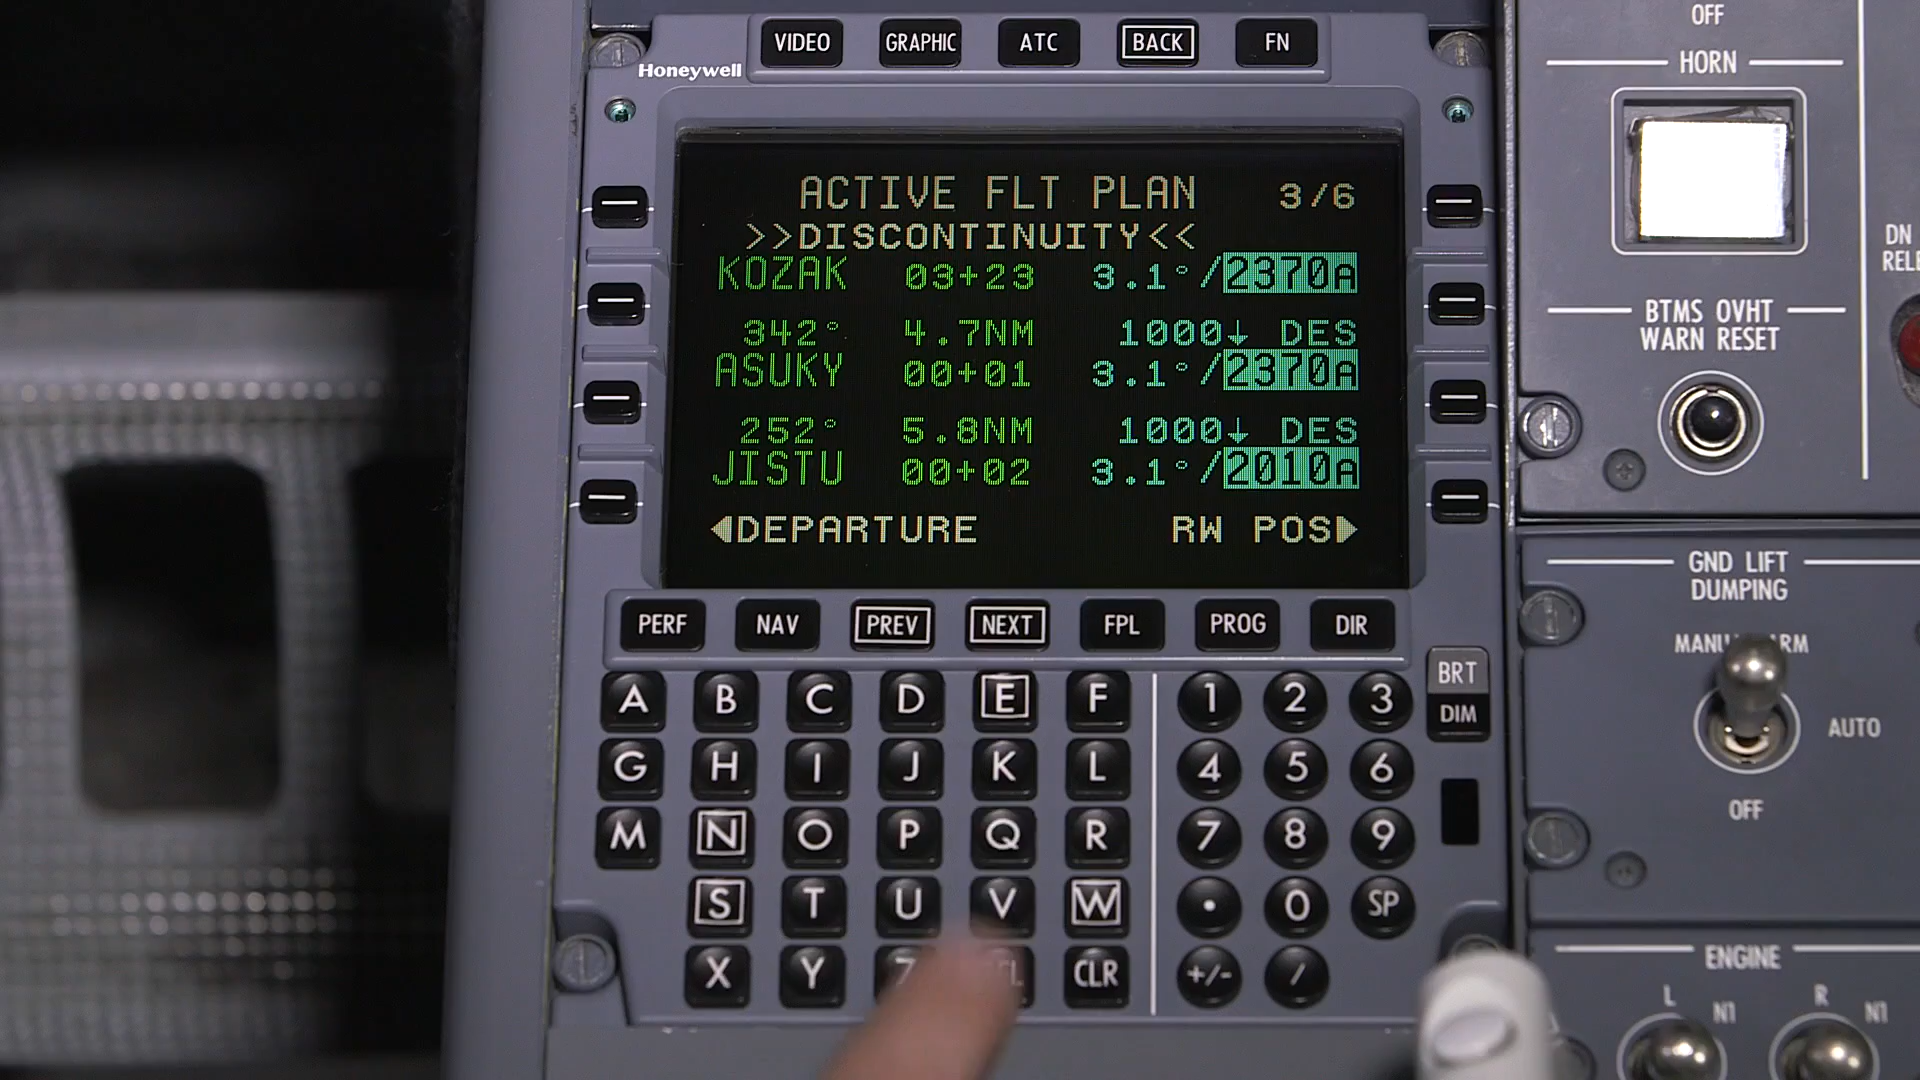 VIDEO GRAPHIC ATC BACK FN
Honeywell
ACTIVE FLT PLAN 3/6
>>DISCONTINUITY<<
KOZAK 03+23 3.1°/2370A
342° 4.7NM 1000↓ DES
ASUKY 00+01 3.1°/2370A
252° 5.8NM 1000↓ DES
JISTU 00+02 3.1°/2010A
◀DEPARTURE RW POS▶
PERF NAV PREV NEXT FPL PROG DIR
BRT
DIM
A B C D E F 1 2 3
G H I J K L 4 5 6
M N O P Q R 7 8 9
S T U V W • 0 SP
X Y Z CLR +/- /
OFF
HORN
DN
BTMS OVHT
WARN RESET
GND LIFT
DUMPING
AUTO
OFF
ENGINE
L N1 R N1